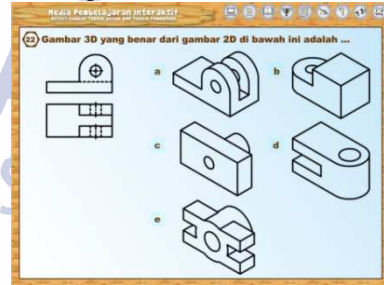 Media Pembelajaran Interaktif
22 Gambar 3D yang benar dari gambar 2D di bawah ini adalah ...
a
b
c
d
e